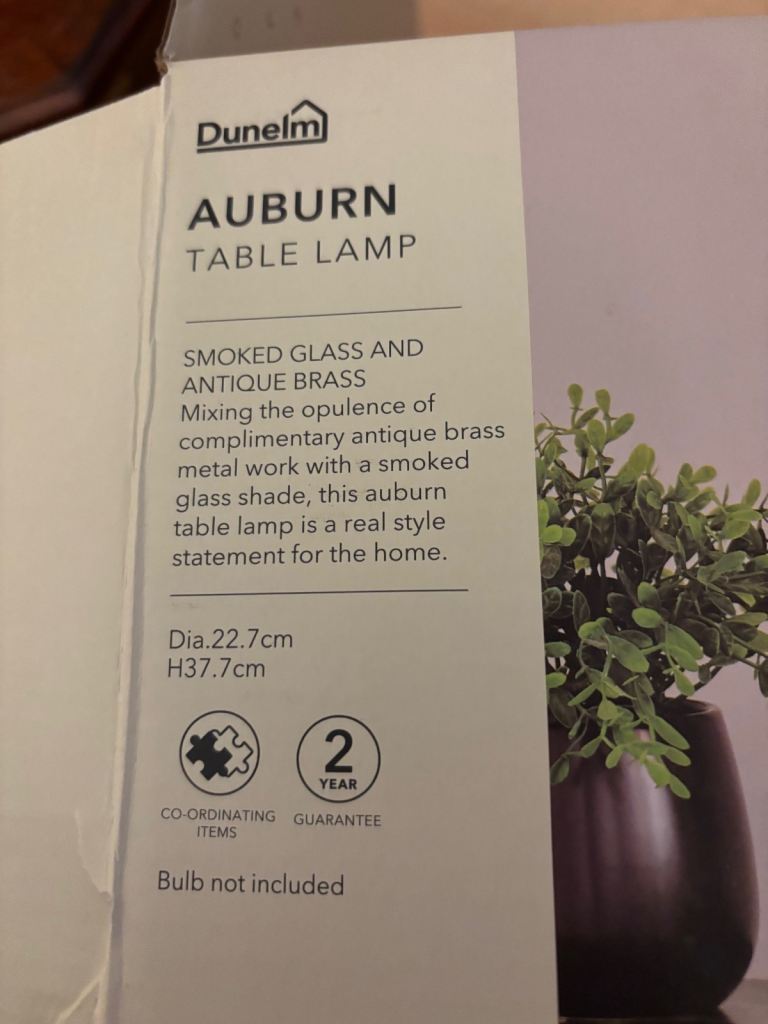 Dunelm
AUBURN
TABLE LAMP
SMOKED GLASS AND
ANTIQUE BRASS
Mixing the opulence of
complimentary antique brass
metal work with a smoked
glass shade, this auburn
table lamp is a real style
statement for the home.
Dia.22.7cm
H37.7cm
2
YEAR
CO-ORDINATING
ITEMS
GUARANTEE
Bulb not included